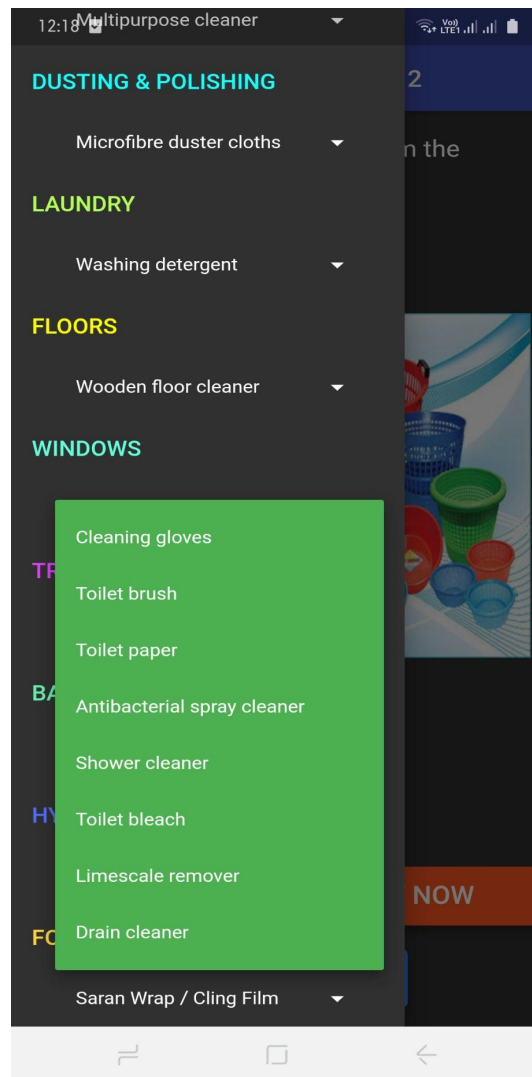 12:18
Multipurpose cleaner
Vo))
LTE1
DUSTING & POLISHING
2
Microfibre duster cloths
n the
LAUNDRY
Washing detergent
FLOORS
Wooden floor cleaner
WINDOWS
Cleaning gloves
TR
Toilet brush
Toilet paper
BA
Antibacterial spray cleaner
Shower cleaner
HY
Toilet bleach
Limescale remover
NOW
FO
Drain cleaner
Saran Wrap / Cling Film